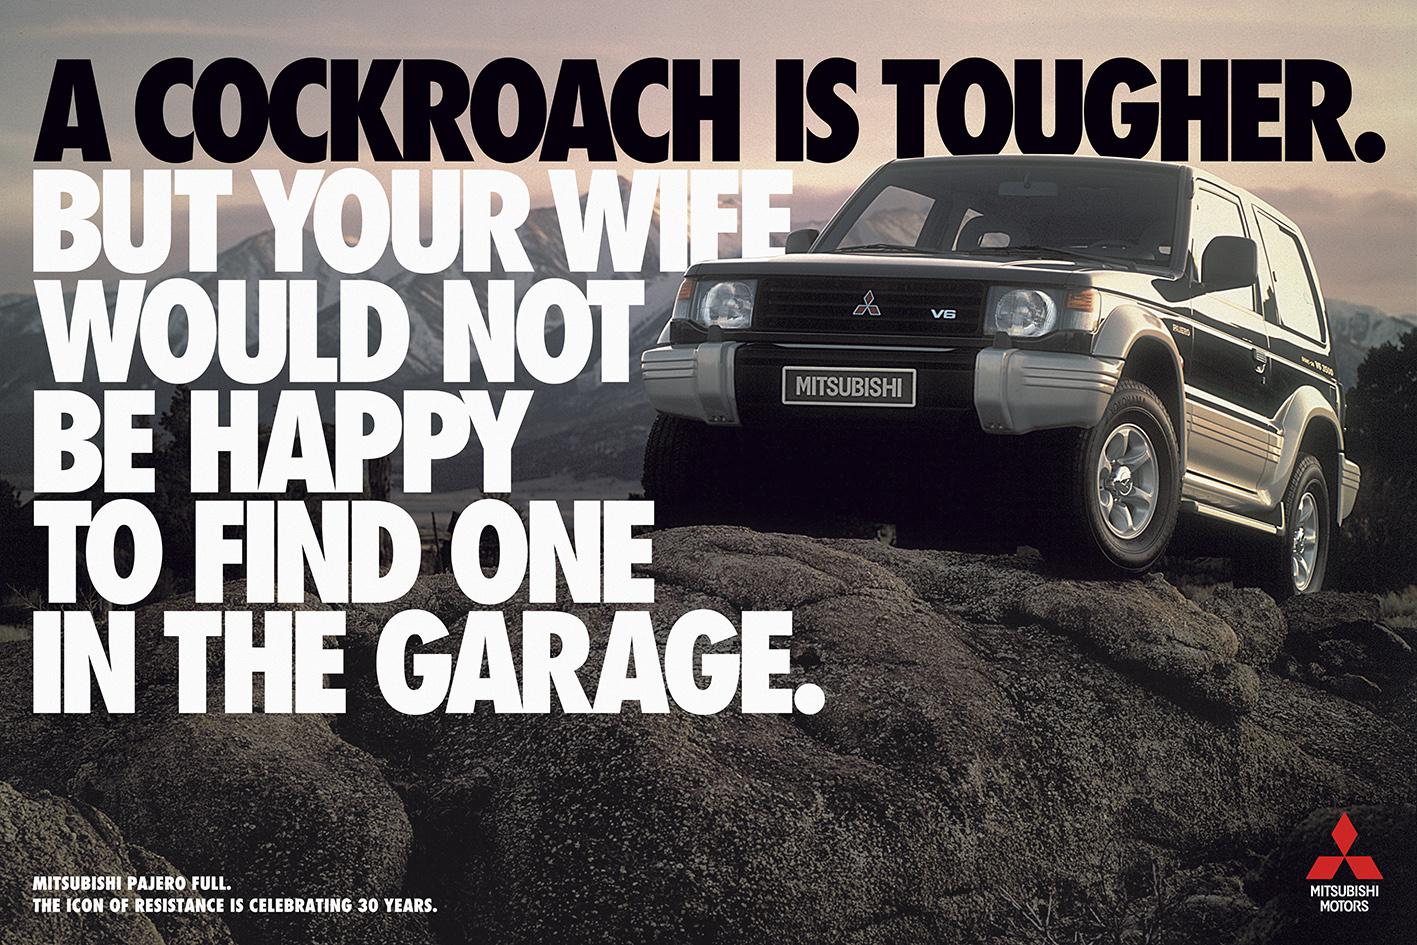 A COCKROACH IS TOUGHER.
BUT YOUR WIFE
WOULD NOT
BE HAPPY
TO FIND ONE
IN THE GARAGE.
V6
PAJERO
MITSUBISHI
MITSUBISHI PAJERO FULL.
THE ICON OF RESISTANCE IS CELEBRATING 30 YEARS.
MITSUBISHI
MOTORS